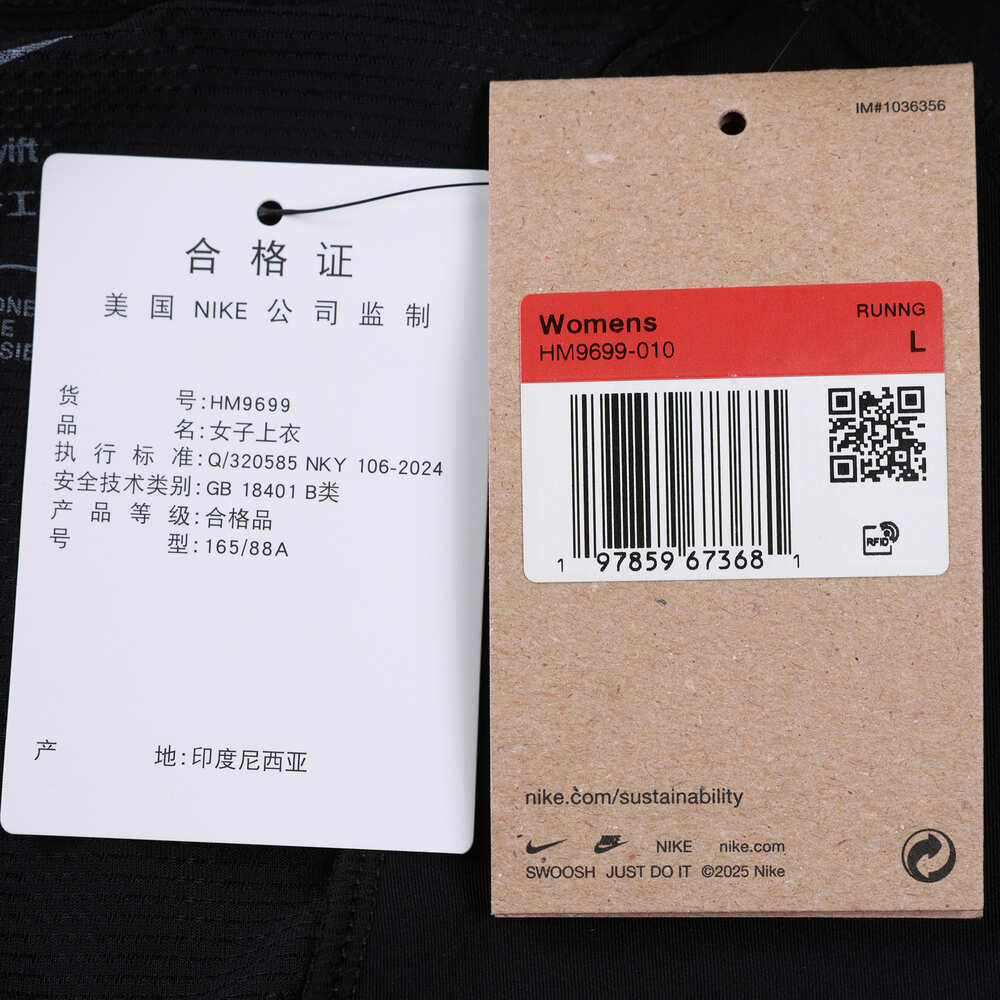 合格证
美国 NIKE 公司监制
货号:HM9699
品名:女子上衣
执行标准:Q/320585 NKY 106-2024
安全技术类别:GB 18401 B类
产品等级:合格品
号型:165/88A
产地:印度尼西亚
IM#1036356
Womens
RUNNG
HM9699-010
L
1 97859 67368 1
RFID
nike.com/sustainability
NIKE nike.com
SWOOSH JUST DO IT ©2025 Nike